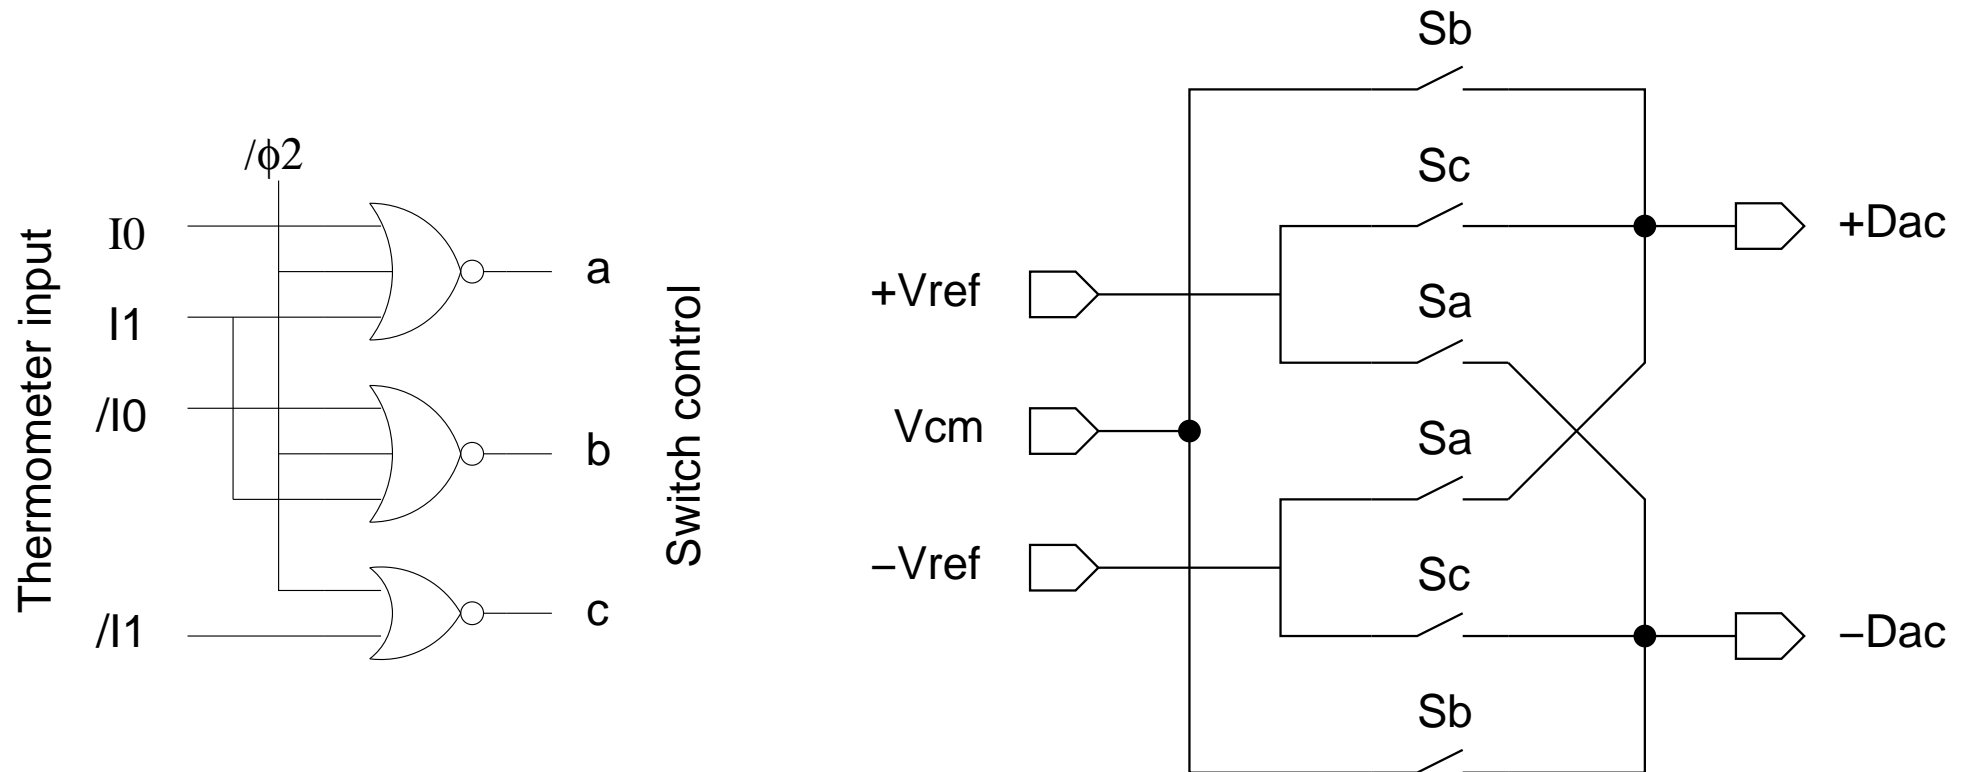 Thermometer input
/ϕ2
I0
I1
/I0
/I1
a
b
c
Switch control
+Vref
Vcm
−Vref
Sb
Sc
Sa
Sa
Sc
Sb
+Dac
−Dac